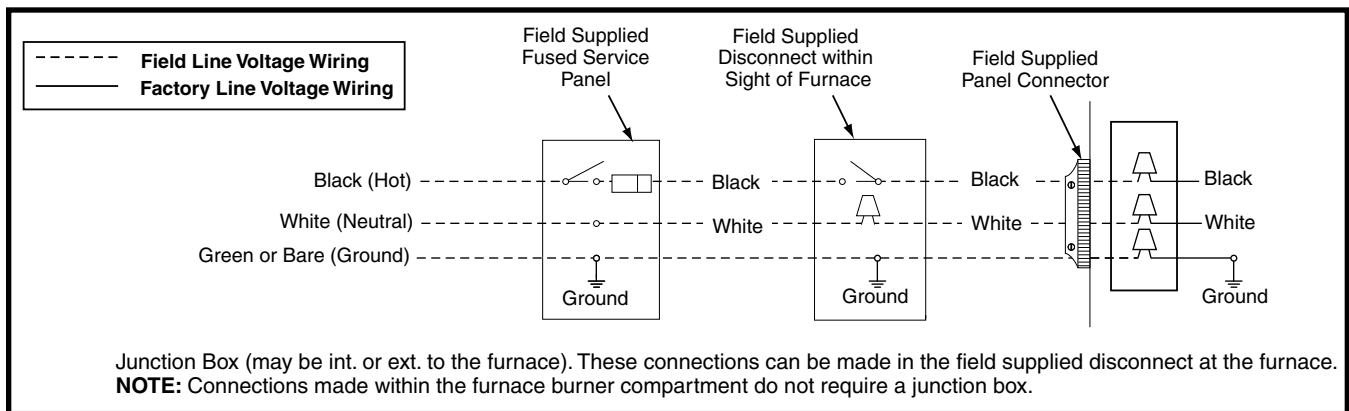 Field Line Voltage Wiring
Factory Line Voltage Wiring
Field Supplied
Fused Service
Panel
Field Supplied
Disconnect within
Sight of Furnace
Field Supplied
Panel Connector
Black (Hot)
Black
Black
Black
White (Neutral)
White
White
White
Green or Bare (Ground)
Ground
Ground
Ground
Junction Box (may be int. or ext. to the furnace). These connections can be made in the field supplied disconnect at the furnace.
NOTE: Connections made within the furnace burner compartment do not require a junction box.